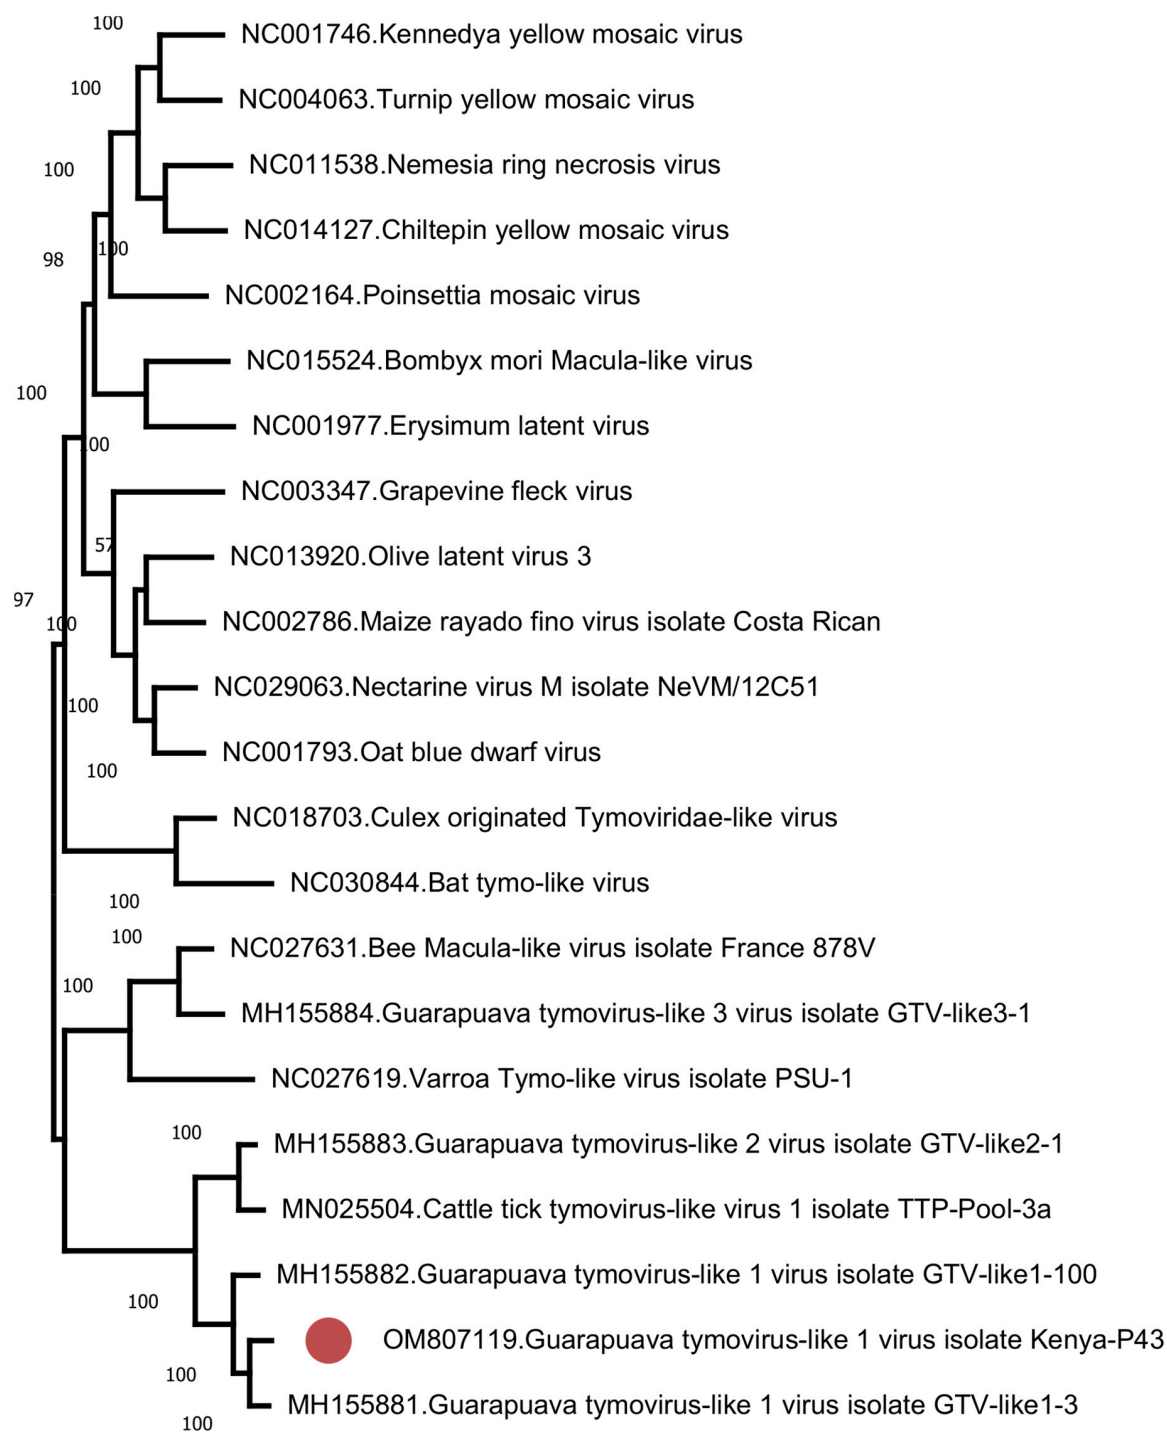 100
NC001746.Kennedya yellow mosaic virus
100
NC004063.Turnip yellow mosaic virus
100
NC011538.Nemesia ring necrosis virus
NC014127.Chiltepin yellow mosaic virus
100
98
NC002164.Poinsettia mosaic virus
NC015524.Bombyx mori Macula-like virus
100
NC001977.Erysimum latent virus
100
NC003347.Grapevine fleck virus
57
NC013920.Olive latent virus 3
97
100
NC002786.Maize rayado fino virus isolate Costa Rican
NC029063.Nectarine virus M isolate NeVM/12C51
100
NC001793.Oat blue dwarf virus
100
NC018703.Culex originated Tymoviridae-like virus
NC030844.Bat tymo-like virus
100
100
NC027631.Bee Macula-like virus isolate France 878V
100
MH155884.Guarapuava tymovirus-like 3 virus isolate GTV-like3-1
NC027619.Varroa Tymo-like virus isolate PSU-1
100
MH155883.Guarapuava tymovirus-like 2 virus isolate GTV-like2-1
MN025504.Cattle tick tymovirus-like virus 1 isolate TTP-Pool-3a
MH155882.Guarapuava tymovirus-like 1 virus isolate GTV-like1-100
100
OM807119.Guarapuava tymovirus-like 1 virus isolate Kenya-P43
100
MH155881.Guarapuava tymovirus-like 1 virus isolate GTV-like1-3
100